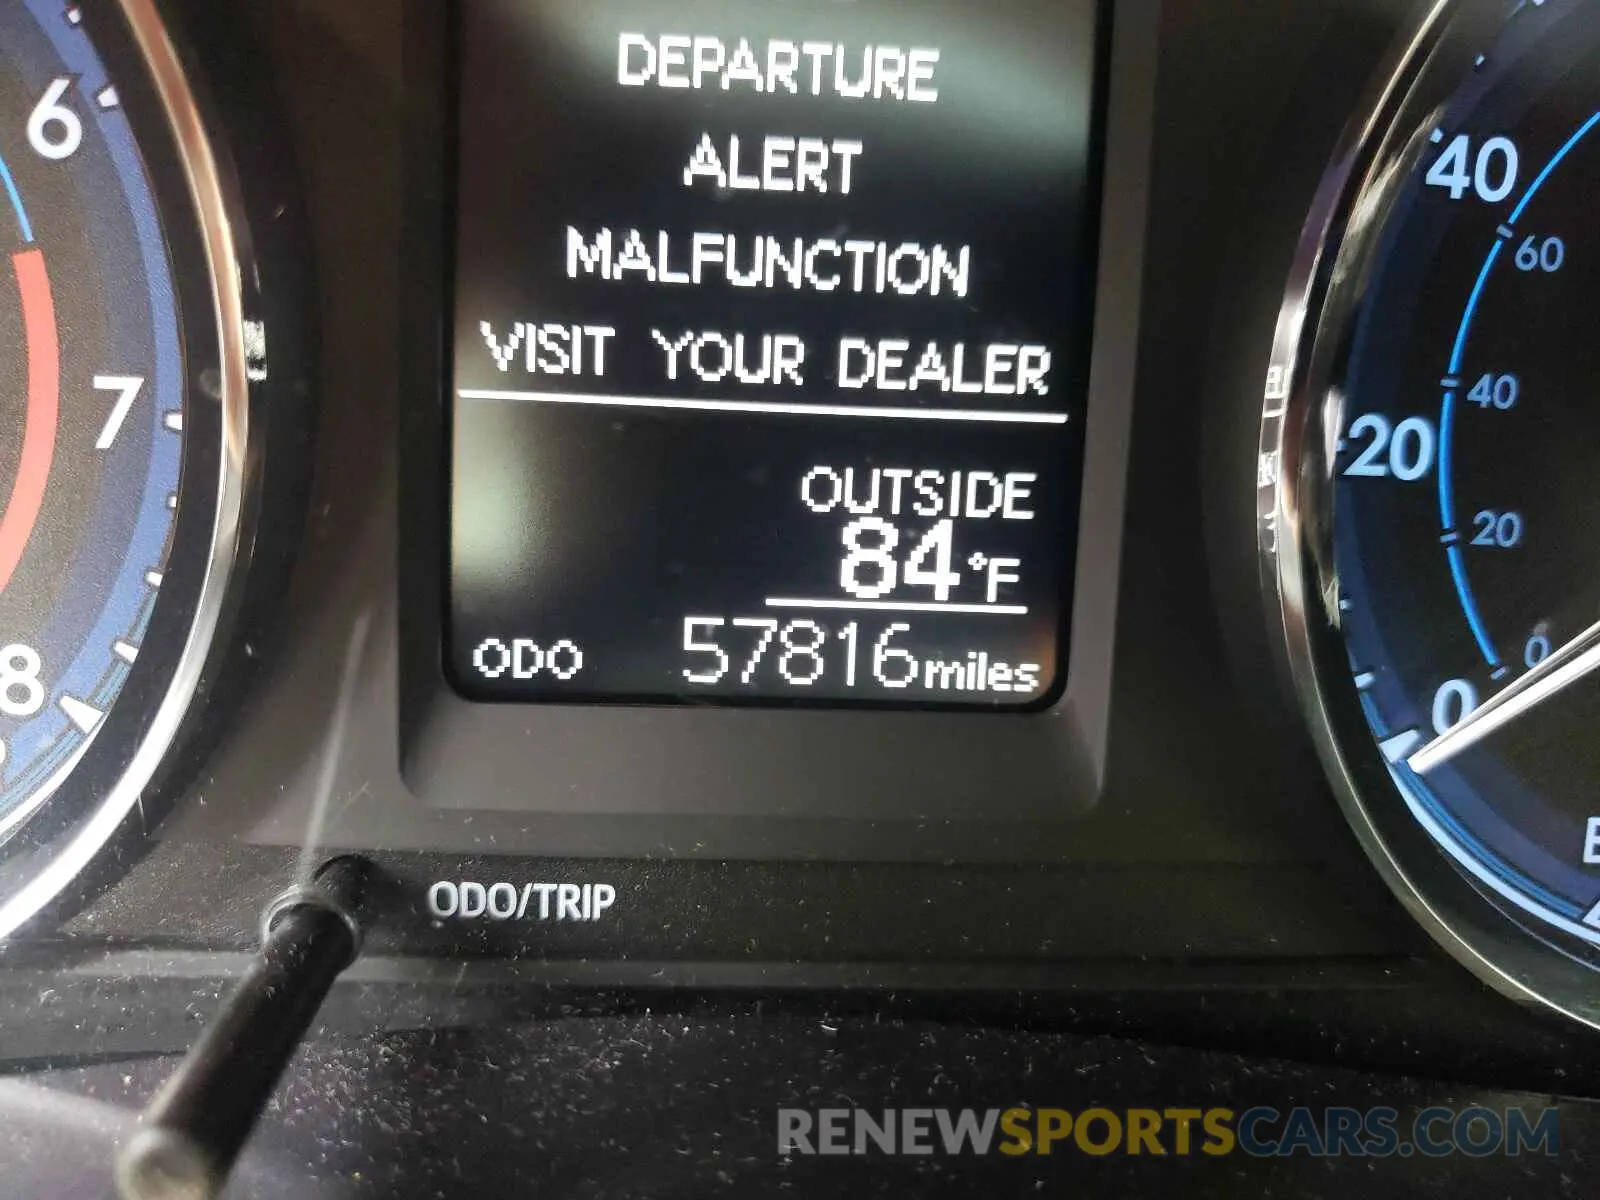 DEPARTURE
ALERT
MALFUNCTION
VISIT YOUR DEALER
OUTSIDE
84°F
ODO 57816 miles
ODO/TRIP
6
7
8
40
20
0
60
40
20
0
E
RENEWSPORTSCARS.COM